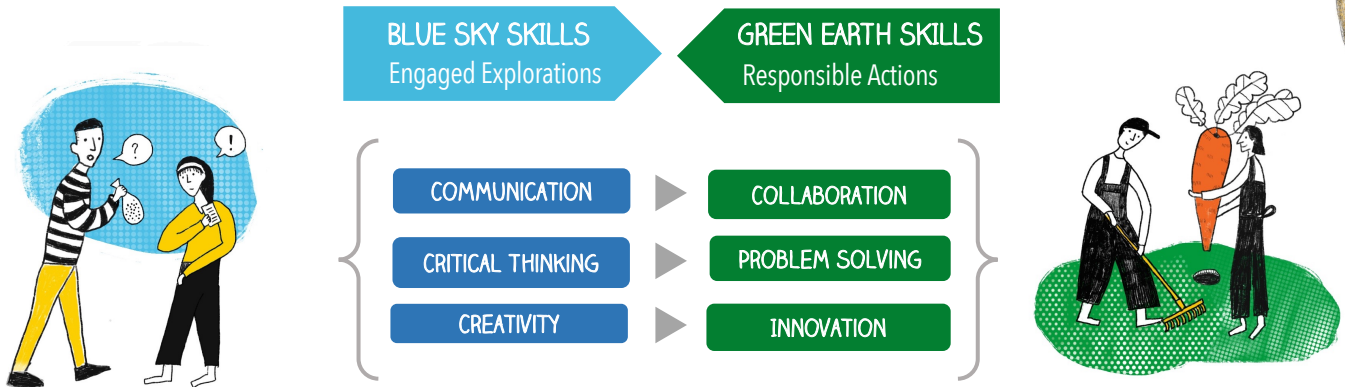 BLUE SKY SKILLS
Engaged Explorations
GREEN EARTH SKILLS
Responsible Actions
?
!
COMMUNICATION
COLLABORATION
CRITICAL THINKING
PROBLEM SOLVING
CREATIVITY
INNOVATION